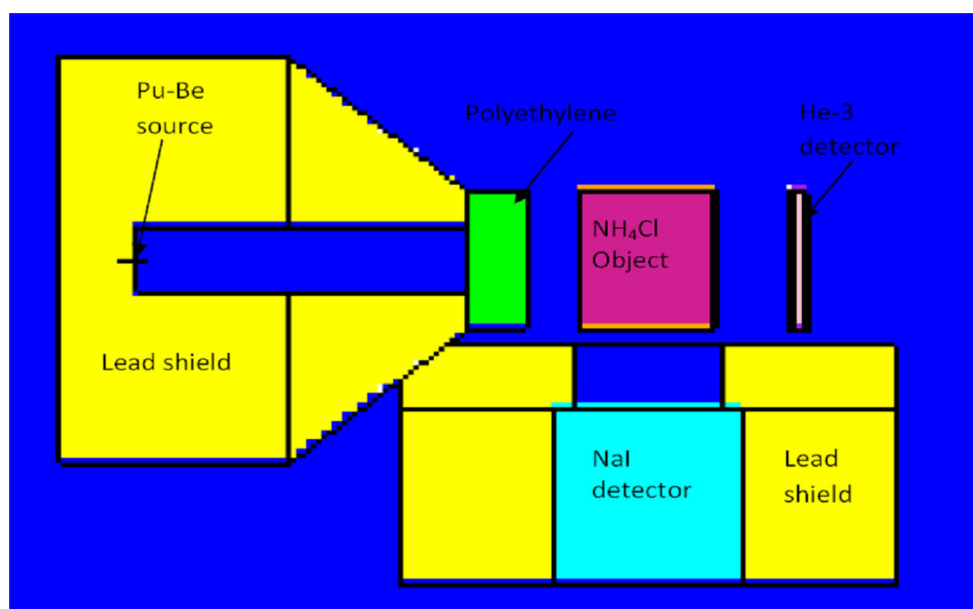 Pu-Be
source
Polyethylene
He-3
detector
NH₄Cl
Object
Lead shield
NaI
detector
Lead
shield